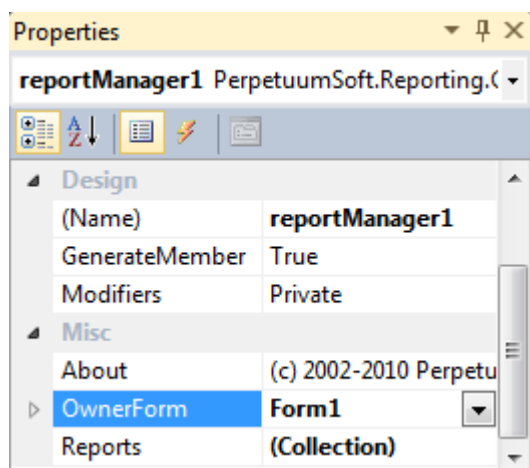 Properties
reportManager1 PerpetuumSoft.Reporting.(
Design
(Name) reportManager1
GenerateMember True
Modifiers Private
Misc
About (c) 2002-2010 Perpetu
OwnerForm Form1
Reports (Collection)